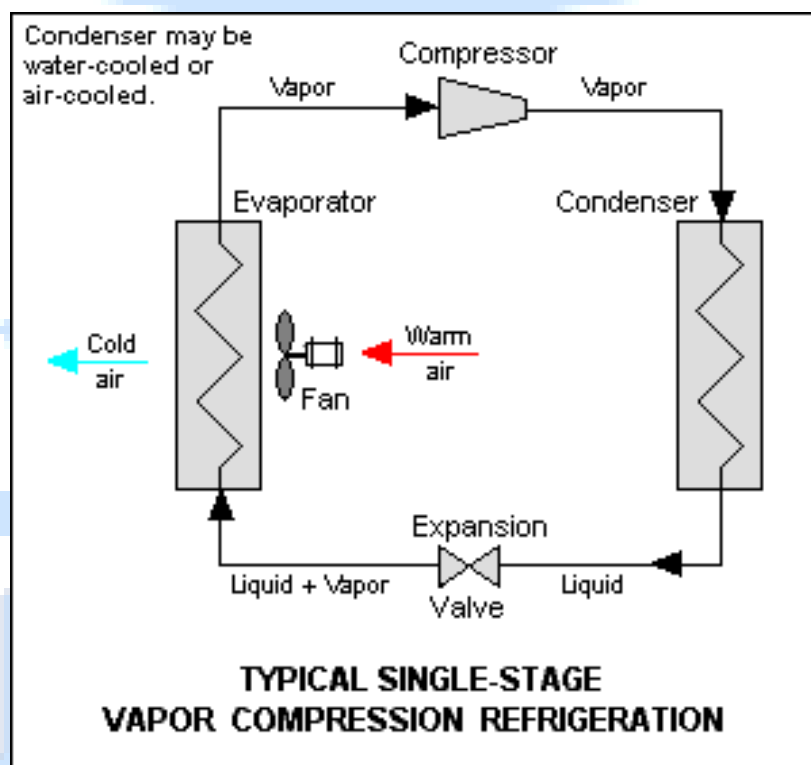 Condenser may be
water-cooled or
air-cooled.
Compressor
Vapor
Vapor
Evaporator
Condenser
Cold
air
Warm
air
Fan
Expansion
Valve
Liquid + Vapor
Liquid
TYPICAL SINGLE-STAGE
VAPOR COMPRESSION REFRIGERATION